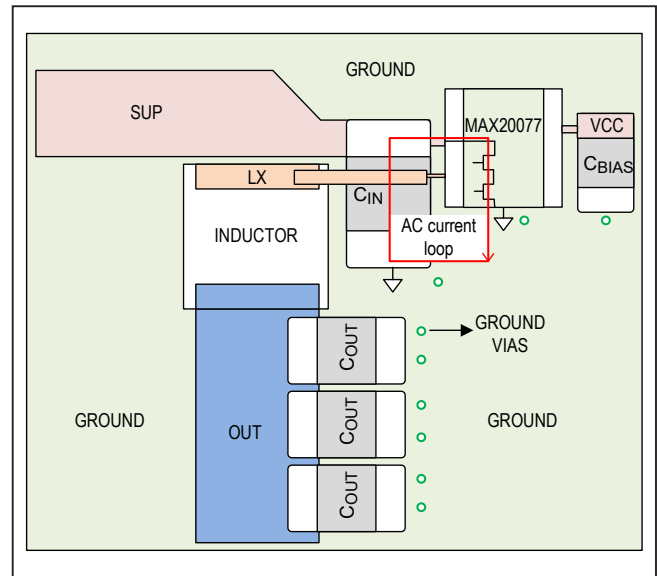 GROUND
SUP
MAX20077
VCC
LX
CIN
CBIAS
AC current
loop
INDUCTOR
GROUND
VIAS
COUT
GROUND
OUT
COUT
GROUND
COUT